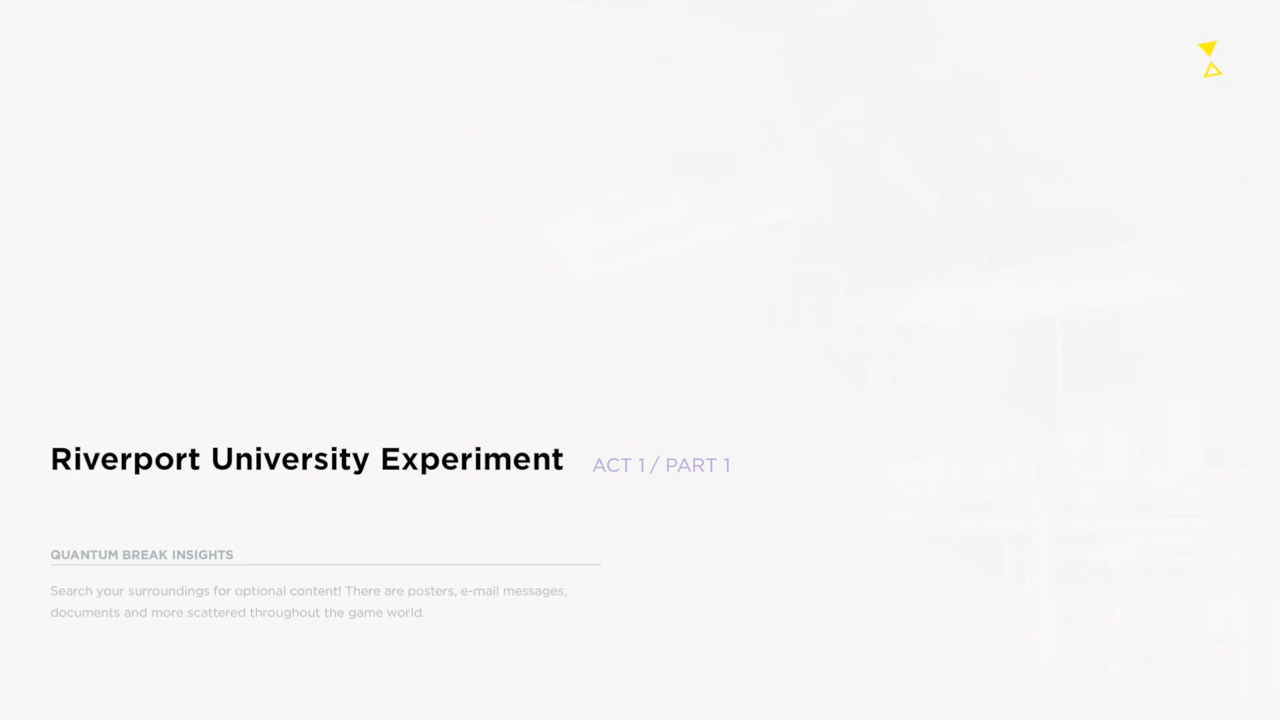 Riverport University Experiment ACT 1 / PART 1
QUANTUM BREAK INSIGHTS
Search your surroundings for optional content! There are posters, e-mail messages,
documents and more scattered throughout the game world.